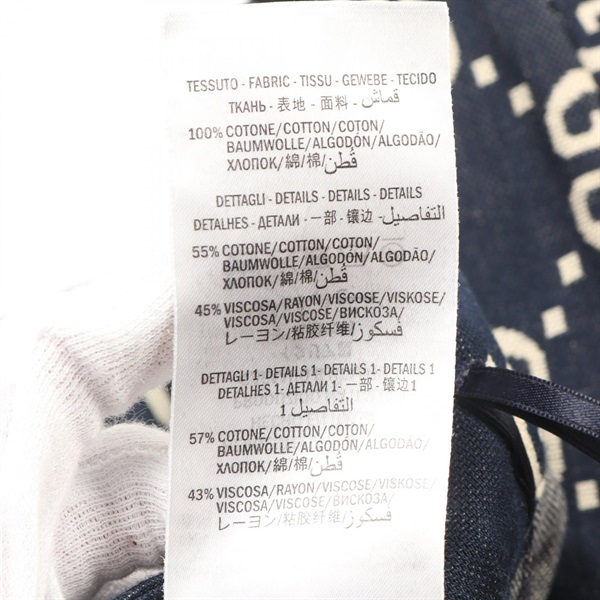 TESSUTO - FABRIC - TISSU - GEWEBE - TECIDO
ТКАНЬ - 表地 - 面料 - قماش
100% COTONE/COTTON/COTON/
BAUMWOLLE/ALGODÓN/ALGODÃO/
ХЛОПОК/綿/棉/قُطن
DETTAGLI - DETAILS - DETAILS - DETAILS
DETALHES - ДЕТАЛИ - 一部 - 镶边 - التفاصيل
55% COTONE/COTTON/COTON/
BAUMWOLLE/ALGODÓN/ALGODÃO/
ХЛОПОК/綿/棉/قُطن
45% VISCOSA/RAYON/VISCOSE/VISKOSE/
VISCOSA/VISCOSE/ВИСКОЗА/
レーヨン/粘胶纤维/فسكوز
DETTAGLI 1- DETAILS 1- DETAILS 1- DETAILS 1
DETALHES 1 -ДЕТАЛИ 1- 一部 - 镶边1
التفاصيل 1
57% COTONE/COTTON/COTON/
BAUMWOLLE/ALGODÓN/ALGODÃO/
ХЛОПОК/綿/棉/قُطن
43% VISCOSA/RAYON/VISCOSE/VISKOSE/
VISCOSA/VISCOSE/ВИСКОЗА/
レーヨン/粘胶纤维/فسكوز